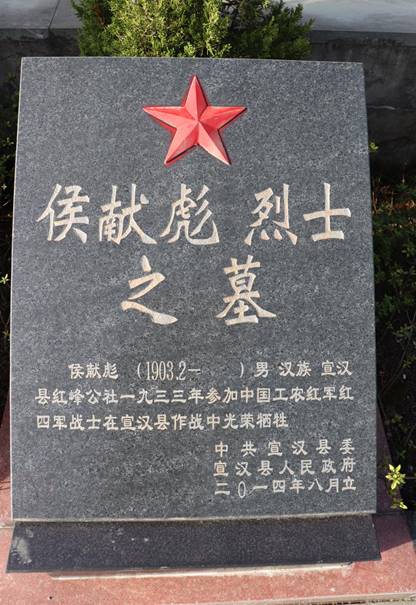 侯献彪 烈士
之墓
侯献彪 (1903.2— ) 男 汉族 宣汉
县红峰公社一九三三年参加中国工农红军红
四军战士在宣汉县作战中光荣牺牲
中共宣汉县委
宣汉县人民政府
二0一四年八月立